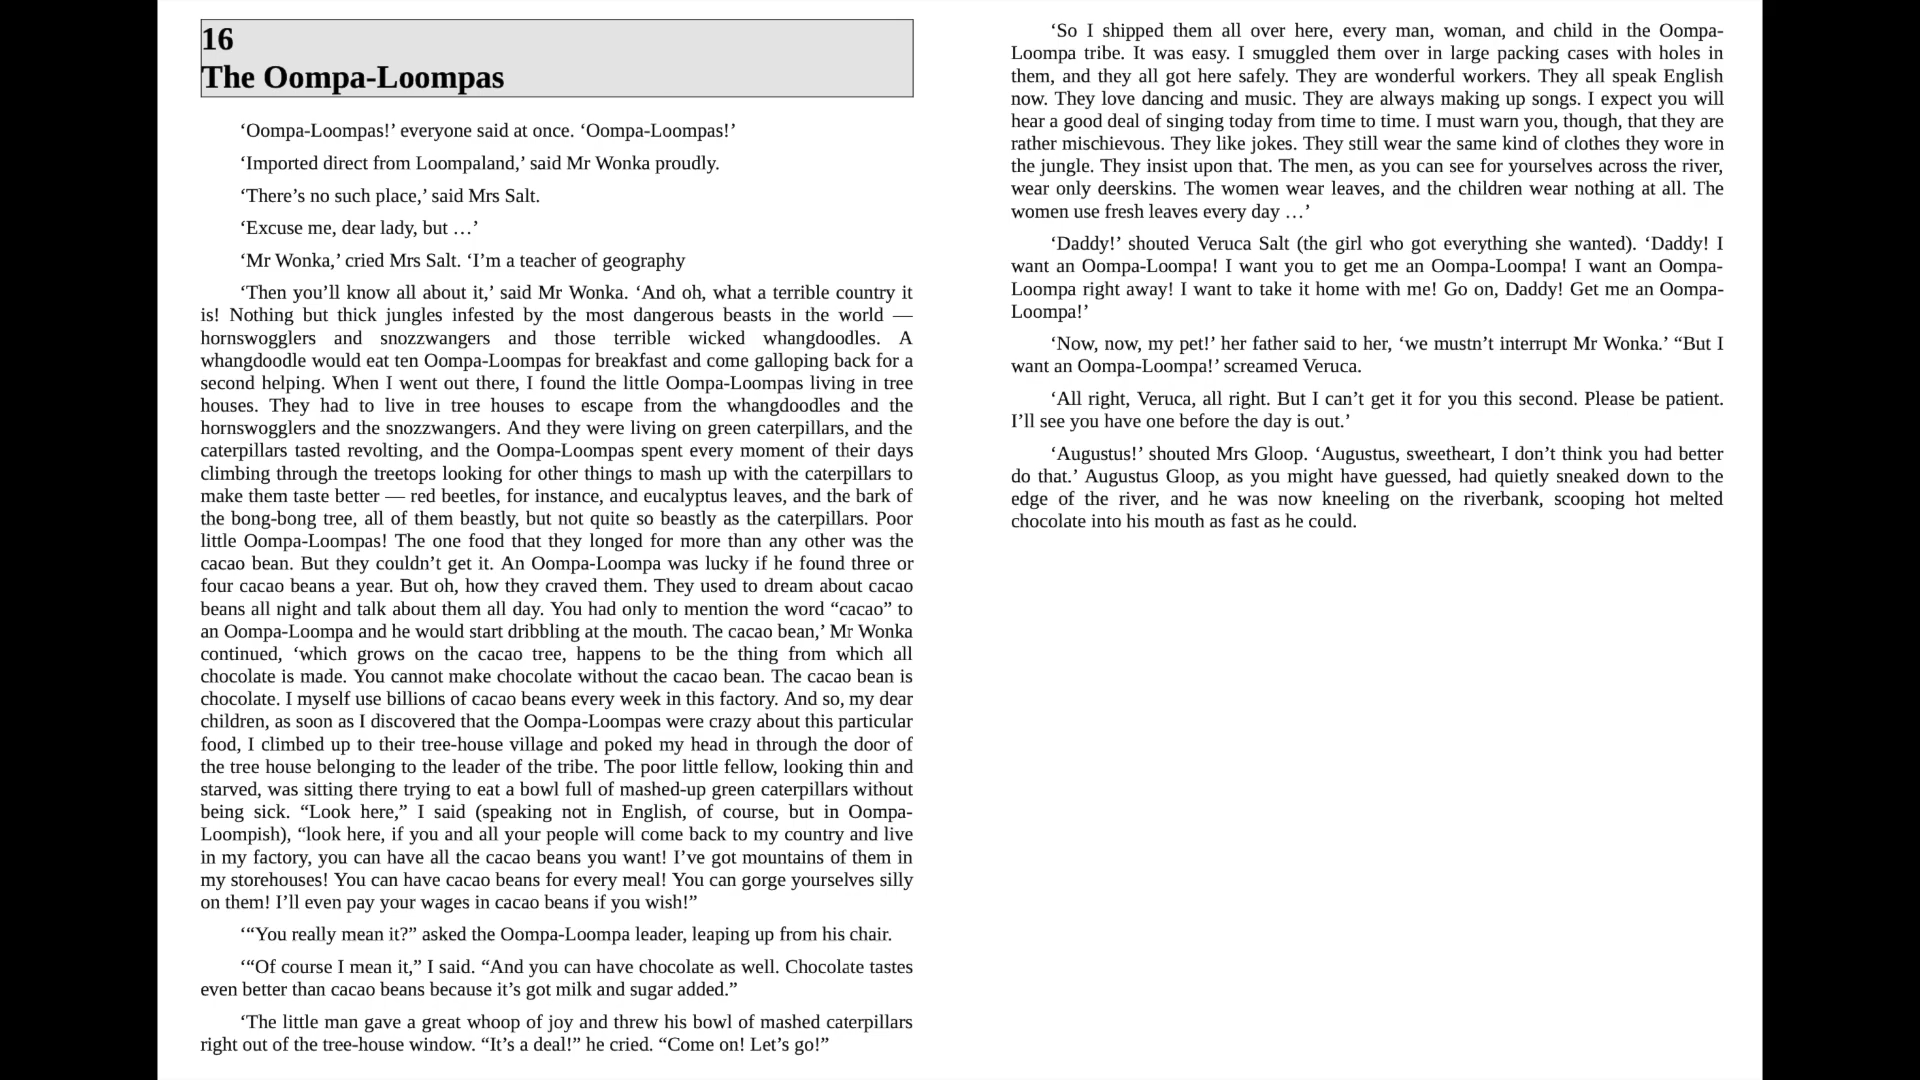 16
The Oompa-Loompas
‘Oompa-Loompas!’ everyone said at once. ‘Oompa-Loompas!’
‘Imported direct from Loompaland,’ said Mr Wonka proudly.
‘There’s no such place,’ said Mrs Salt.
‘Excuse me, dear lady, but …’
‘Mr Wonka,’ cried Mrs Salt. ‘I’m a teacher of geography
‘Then you’ll know all about it,’ said Mr Wonka. ‘And oh, what a terrible country it
is! Nothing but thick jungles infested by the most dangerous beasts in the world —
hornswogglers and snozzwangers and those terrible wicked whangdoodles. A
whangdoodle would eat ten Oompa-Loompas for breakfast and come galloping back for a
second helping. When I went out there, I found the little Oompa-Loompas living in tree
houses. They had to live in tree houses to escape from the whangdoodles and the
hornswogglers and the snozzwangers. And they were living on green caterpillars, and the
caterpillars tasted revolting, and the Oompa-Loompas spent every moment of their days
climbing through the treetops looking for other things to mash up with the caterpillars to
make them taste better — red beetles, for instance, and eucalyptus leaves, and the bark of
the bong-bong tree, all of them beastly, but not quite so beastly as the caterpillars. Poor
little Oompa-Loompas! The one food that they longed for more than any other was the
cacao bean. But they couldn’t get it. An Oompa-Loompa was lucky if he found three or
four cacao beans a year. But oh, how they craved them. They used to dream about cacao
beans all night and talk about them all day. You had only to mention the word “cacao” to
an Oompa-Loompa and he would start dribbling at the mouth. The cacao bean,’ Mr Wonka
continued, ‘which grows on the cacao tree, happens to be the thing from which all
chocolate is made. You cannot make chocolate without the cacao bean. The cacao bean is
chocolate. I myself use billions of cacao beans every week in this factory. And so, my dear
children, as soon as I discovered that the Oompa-Loompas were crazy about this particular
food, I climbed up to their tree-house village and poked my head in through the door of
the tree house belonging to the leader of the tribe. The poor little fellow, looking thin and
starved, was sitting there trying to eat a bowl full of mashed-up green caterpillars without
being sick. “Look here,” I said (speaking not in English, of course, but in Oompa-
Loompish), “look here, if you and all your people will come back to my country and live
in my factory, you can have all the cacao beans you want! I’ve got mountains of them in
my storehouses! You can have cacao beans for every meal! You can gorge yourselves silly
on them! I’ll even pay your wages in cacao beans if you wish!”
‘“You really mean it?” asked the Oompa-Loompa leader, leaping up from his chair.
‘“Of course I mean it,” I said. “And you can have chocolate as well. Chocolate tastes
even better than cacao beans because it’s got milk and sugar added.”
‘The little man gave a great whoop of joy and threw his bowl of mashed caterpillars
right out of the tree-house window. “It’s a deal!” he cried. “Come on! Let’s go!”
‘So I shipped them all over here, every man, woman, and child in the Oompa-
Loompa tribe. It was easy. I smuggled them over in large packing cases with holes in
them, and they all got here safely. They are wonderful workers. They all speak English
now. They love dancing and music. They are always making up songs. I expect you will
hear a good deal of singing today from time to time. I must warn you, though, that they are
rather mischievous. They like jokes. They still wear the same kind of clothes they wore in
the jungle. They insist upon that. The men, as you can see for yourselves across the river,
wear only deerskins. The women wear leaves, and the children wear nothing at all. The
women use fresh leaves every day …’
‘Daddy!’ shouted Veruca Salt (the girl who got everything she wanted). ‘Daddy! I
want an Oompa-Loompa! I want you to get me an Oompa-Loompa! I want an Oompa-
Loompa right away! I want to take it home with me! Go on, Daddy! Get me an Oompa-
Loompa!’
‘Now, now, my pet!’ her father said to her, ‘we mustn’t interrupt Mr Wonka.’ “But I
want an Oompa-Loompa!’ screamed Veruca.
‘All right, Veruca, all right. But I can’t get it for you this second. Please be patient.
I’ll see you have one before the day is out.’
‘Augustus!’ shouted Mrs Gloop. ‘Augustus, sweetheart, I don’t think you had better
do that.’ Augustus Gloop, as you might have guessed, had quietly sneaked down to the
edge of the river, and he was now kneeling on the riverbank, scooping hot melted
chocolate into his mouth as fast as he could.